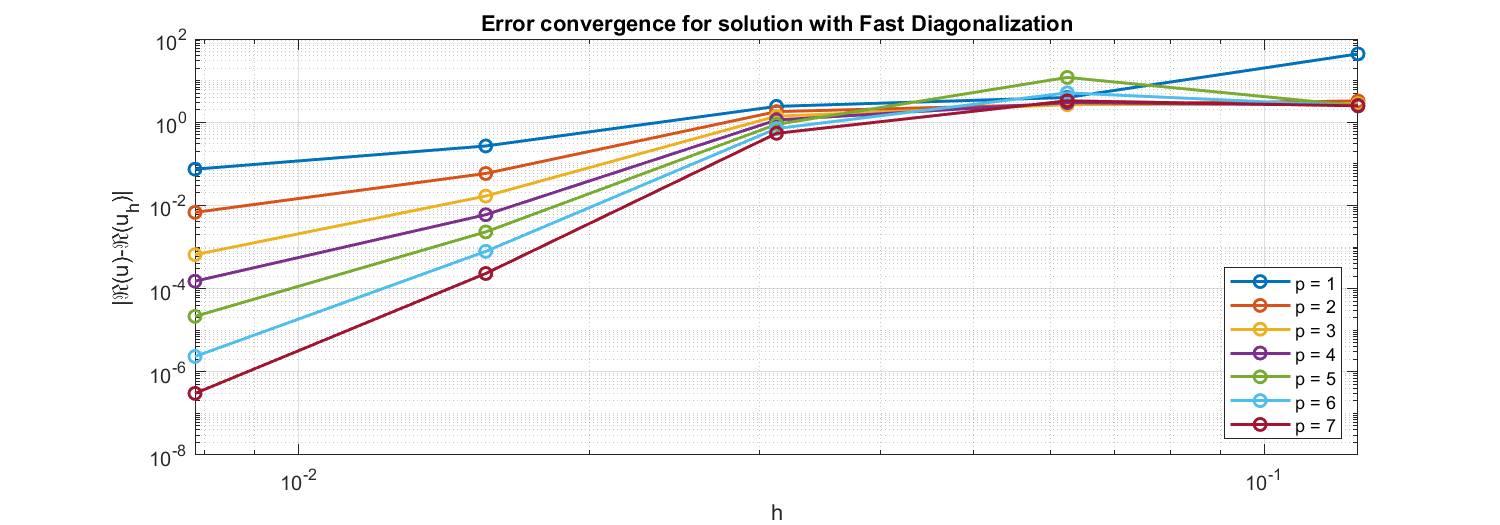 Error convergence for solution with Fast Diagonalization
|ℜ(u)-ℜ(u_h)|
10^2
10^0
10^-2
10^-4
10^-6
10^-8
10^-2
10^-1
h
p = 1
p = 2
p = 3
p = 4
p = 5
p = 6
p = 7